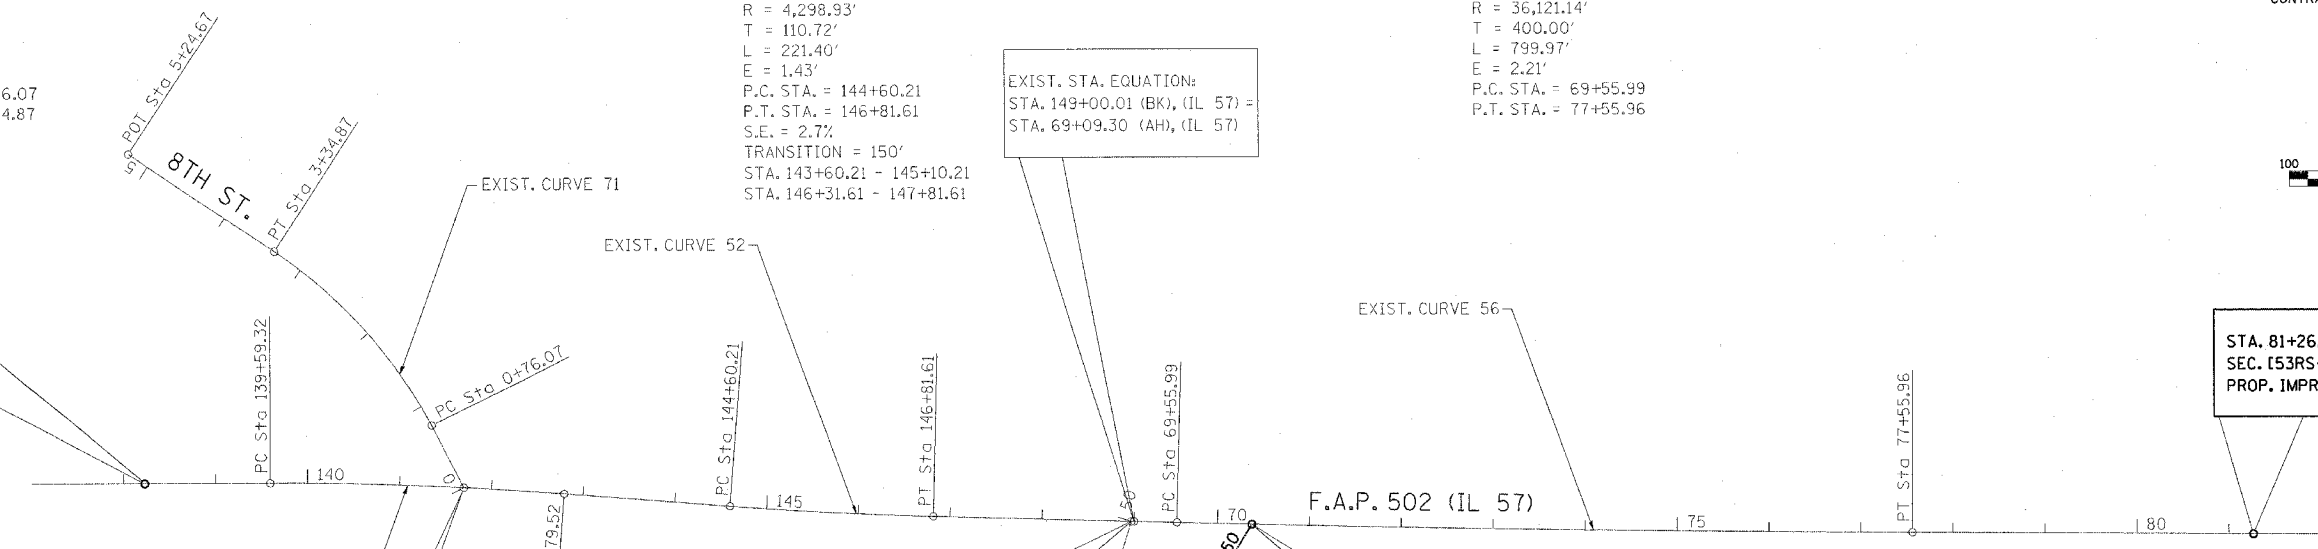 R = 4,298.93'
T = 110.72'
L = 221.40'
E = 1.43'
P.C. STA. = 144+60.21
P.T. STA. = 146+81.61
S.E. = 2.7%
TRANSITION = 150'
STA. 143+60.21 - 145+10.21
STA. 146+31.61 - 147+81.61
R = 36,121.14'
T = 400.00'
L = 799.97'
E = 2.21'
P.C. STA. = 69+55.99
P.T. STA. = 77+55.96
6.07
4.87
EXIST. STA. EQUATION:
STA. 149+00.01 (BK), (IL 57) =
STA. 69+09.30 (AH), (IL 57)
100
POT Sta 5+24.67
5
8TH ST.
PT Sta 3+34.87
EXIST. CURVE 71
EXIST. CURVE 52
EXIST. CURVE 56
STA. 81+26.
SEC. [53RS
PROP. IMPR
PC Sta 0+76.07
PC Sta 139+59.32
PC Sta 144+60.21
PT Sta 146+81.61
PC Sta 69+55.99
PT Sta 77+55.96
140
0
79.52
145
50
70
F.A.P. 502 (IL 57)
75
80
50